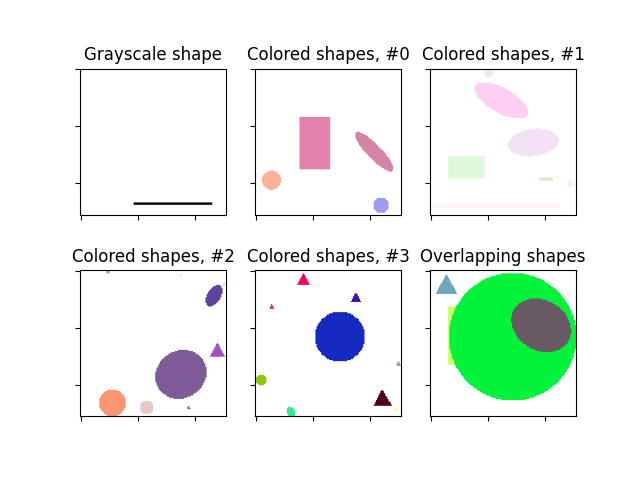 Grayscale shape
Colored shapes, #0
Colored shapes, #1
Colored shapes, #2
Colored shapes, #3
Overlapping shapes